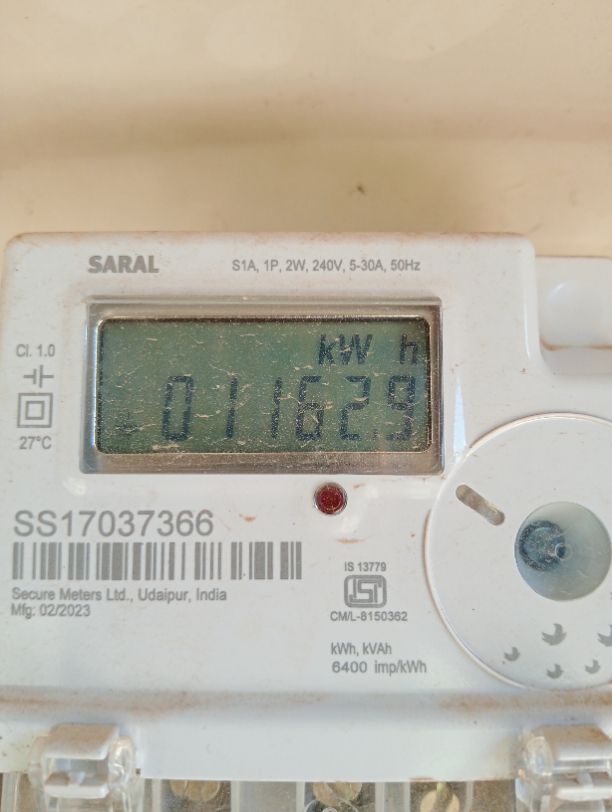 SARAL
S1A, 1P, 2W, 240V, 5-30A, 50Hz
Cl. 1.0
27°C
kW h
01162.9
SS17037366
Secure Meters Ltd., Udaipur, India
Mfg: 02/2023
IS 13779
ISI
CM/L-8150362
kWh, kVAh
6400 imp/kWh